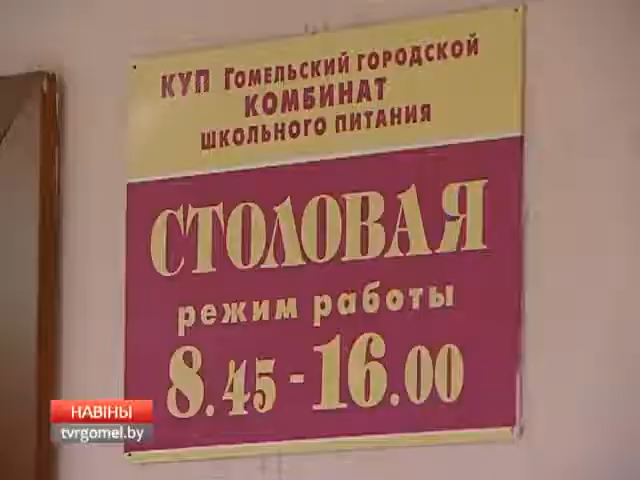 КУП ГОМЕЛЬСКИЙ ГОРОДСКОЙ
КОМБИНАТ
ШКОЛЬНОГО ПИТАНИЯ
СТОЛОВАЯ
режим работы
8.45 - 16.00
НАВІНЫ
tvrgomel.by